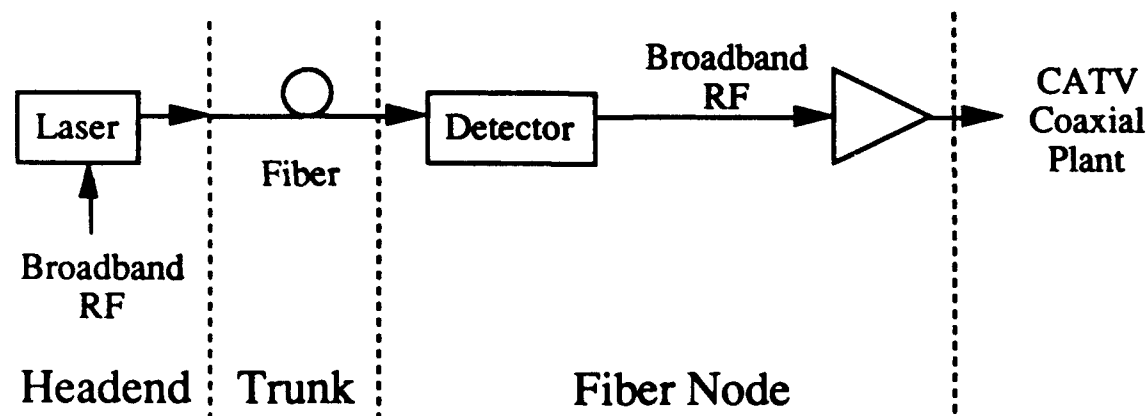 Laser
Broadband
RF
Fiber
Detector
Broadband
RF
CATV
Coaxial
Plant
Headend
Trunk
Fiber Node